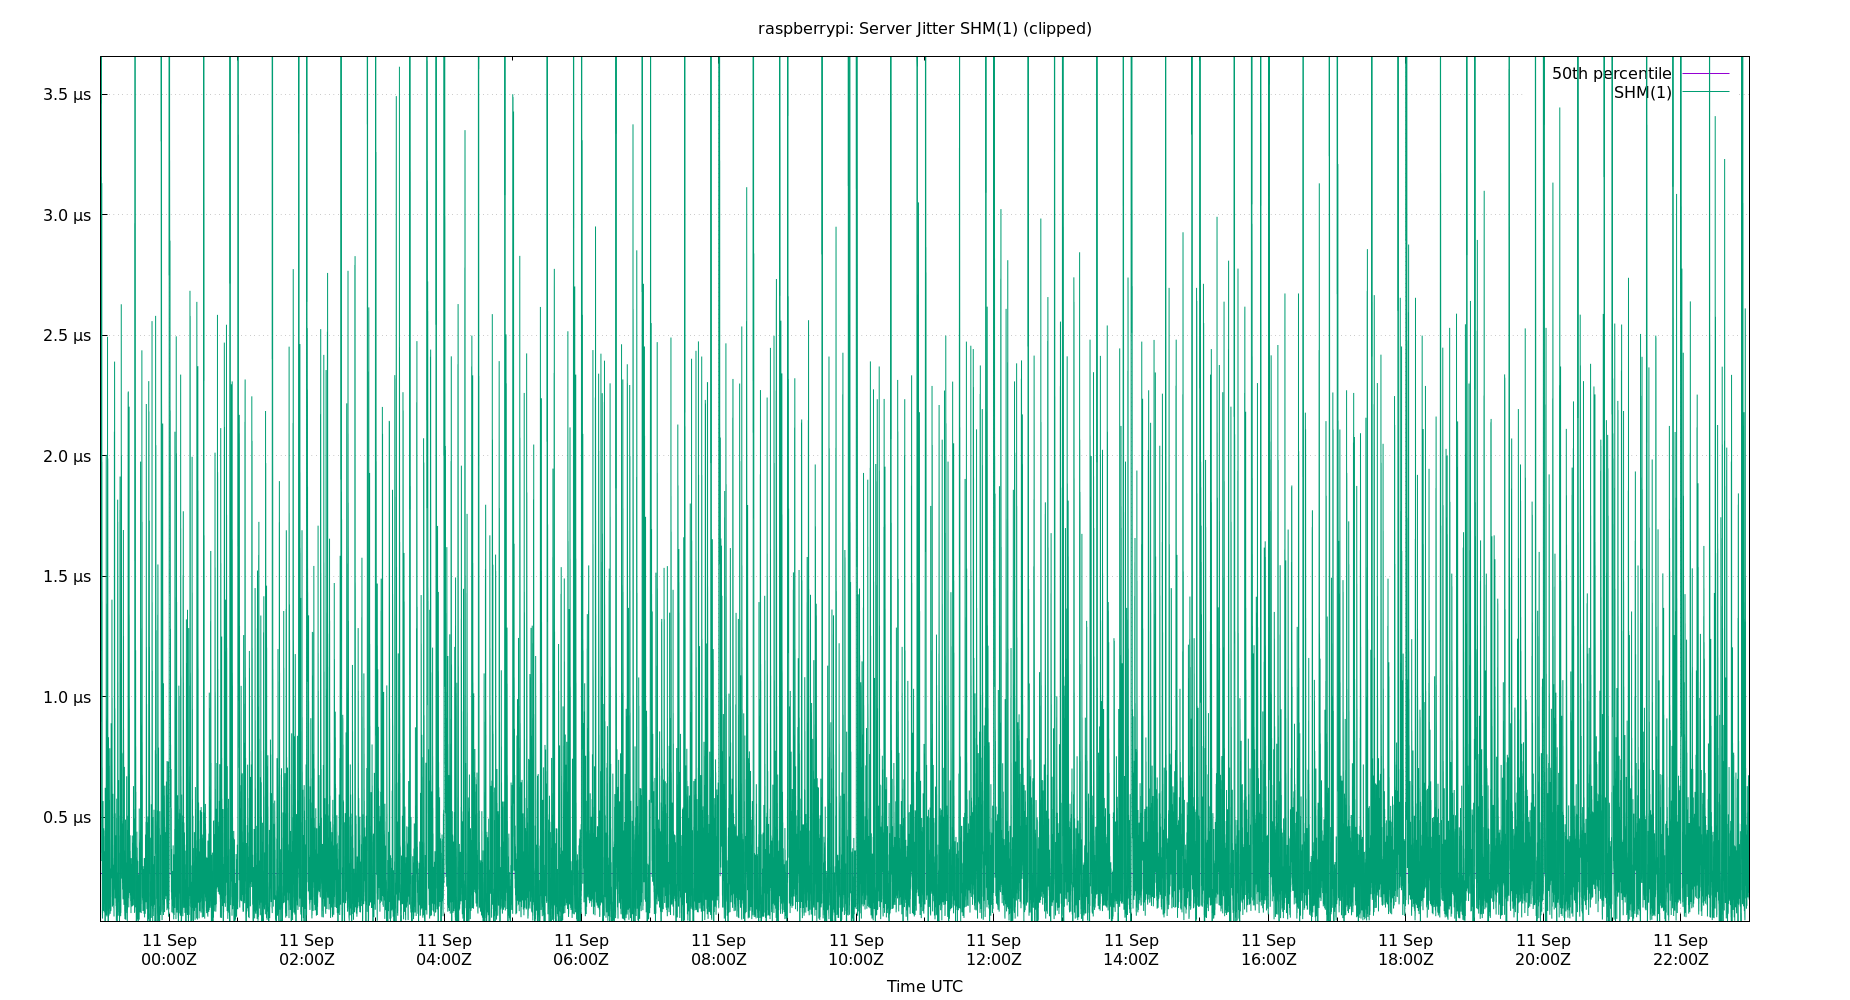 raspberrypi: Server Jitter SHM(1) (clipped)
50th percentile
SHM(1)
3.5 µs
3.0 µs
2.5 µs
2.0 µs
1.5 µs
1.0 µs
0.5 µs
11 Sep 11 Sep 11 Sep 11 Sep 11 Sep 11 Sep 11 Sep 11 Sep 11 Sep 11 Sep 11 Sep 11 Sep
00:00Z 02:00Z 04:00Z 06:00Z 08:00Z 10:00Z 12:00Z 14:00Z 16:00Z 18:00Z 20:00Z 22:00Z
Time UTC